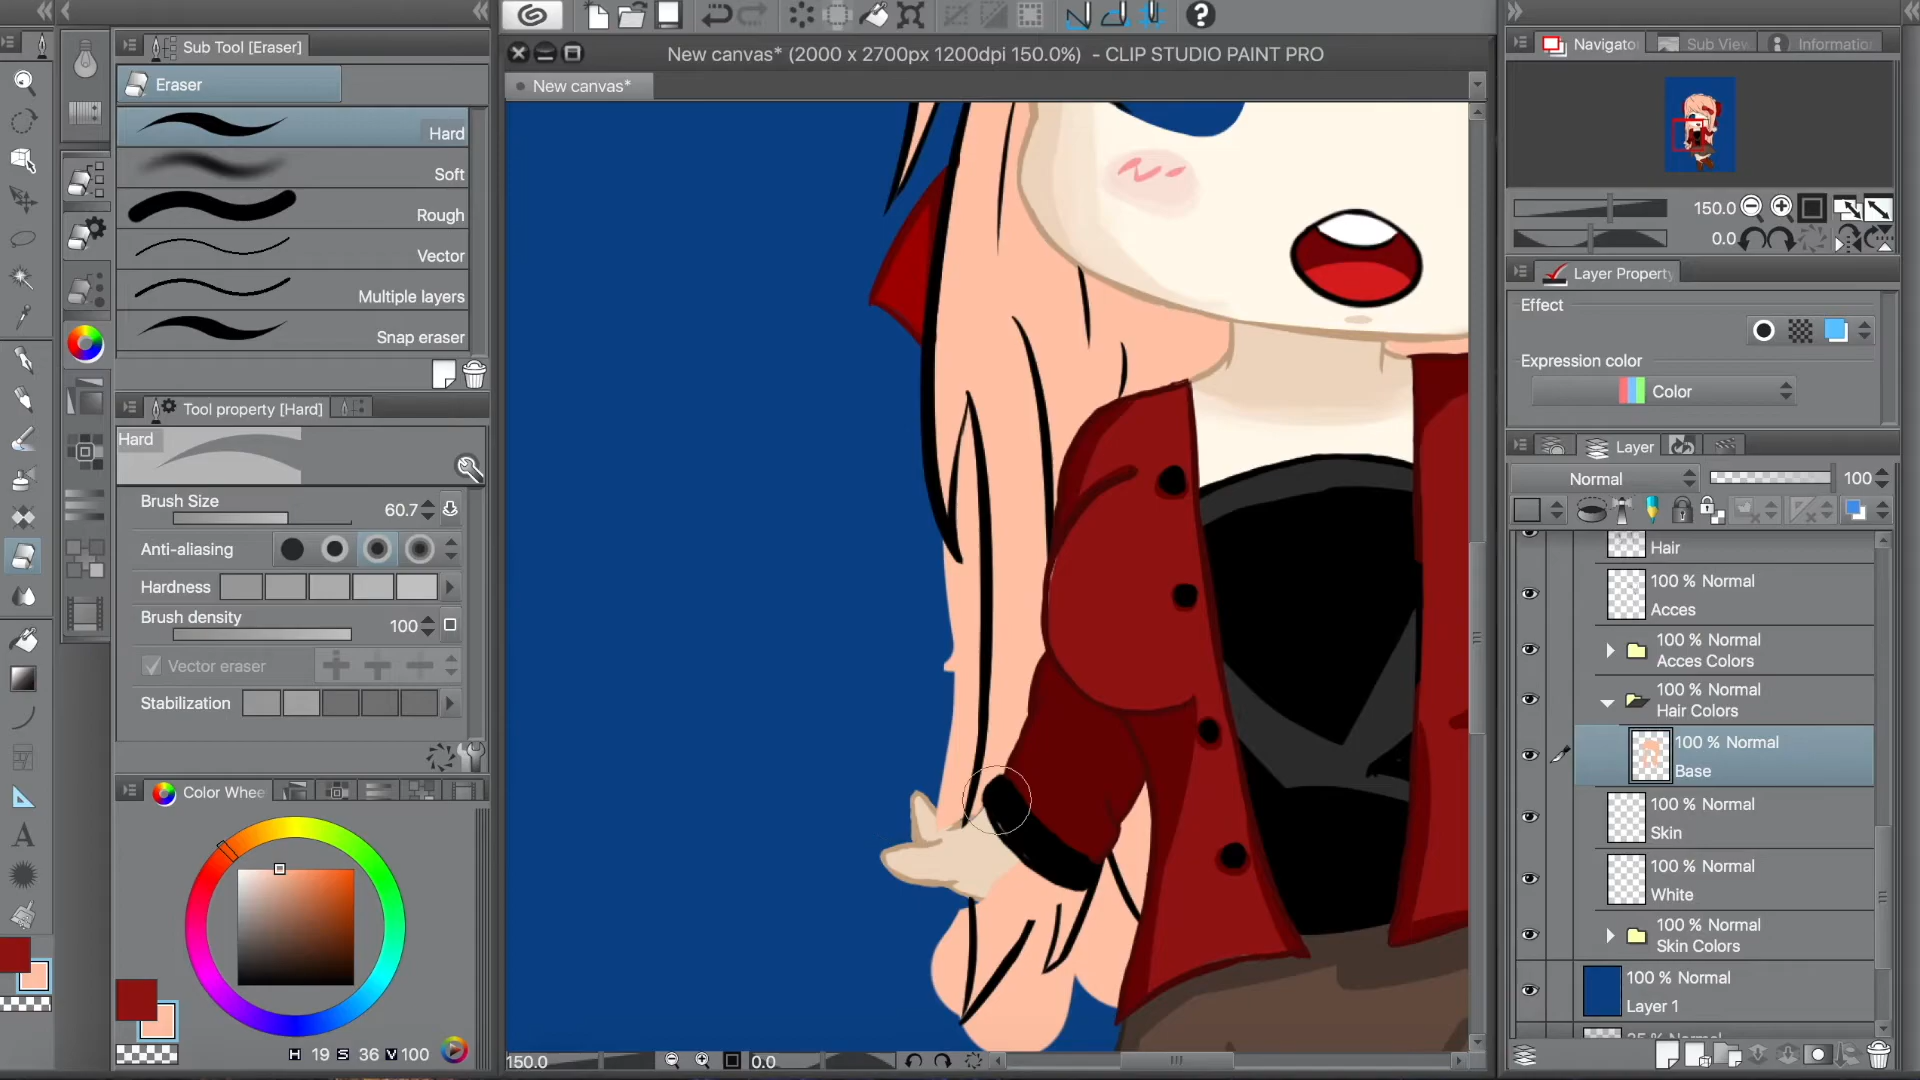 Sub Tool [Eraser]
Eraser
Hard
Soft
Rough
Vector
Multiple layers
Snap eraser
Tool property [Hard]
Hard
Brush Size 60.7
Anti-aliasing
Hardness
Brush density 100
Vector eraser
Stabilization
Color Whee
H 19 S 36 V 100
New canvas* (2000 x 2700px 1200dpi 150.0%) - CLIP STUDIO PAINT PRO
New canvas*
150.0 0.0
Navigator Sub View Information
150.0
0.0
Layer Property
Effect
Expression color
Color
Layer
Normal 100
Hair
100 % Normal
Acces
100 % Normal
Acces Colors
100 % Normal
Hair Colors
100 % Normal
Base
100 % Normal
Skin
100 % Normal
White
100 % Normal
Skin Colors
100 % Normal
Layer 1